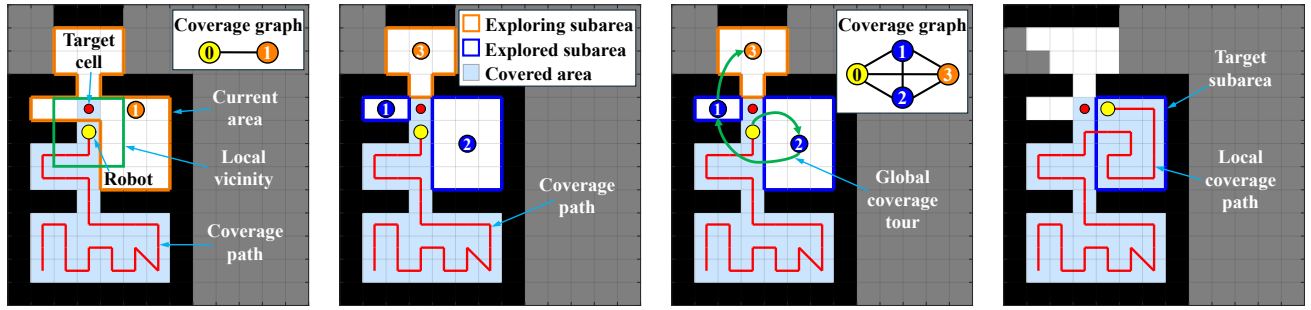 Target
cell
Coverage graph
0
1
1
Current
area
Local
vicinity
Robot
Coverage
path
3
1
2
Exploring subarea
Explored subarea
Covered area
Coverage
path
3
1
2
Coverage graph
0
1
2
3
Global
coverage
tour
Target
subarea
Local
coverage
path